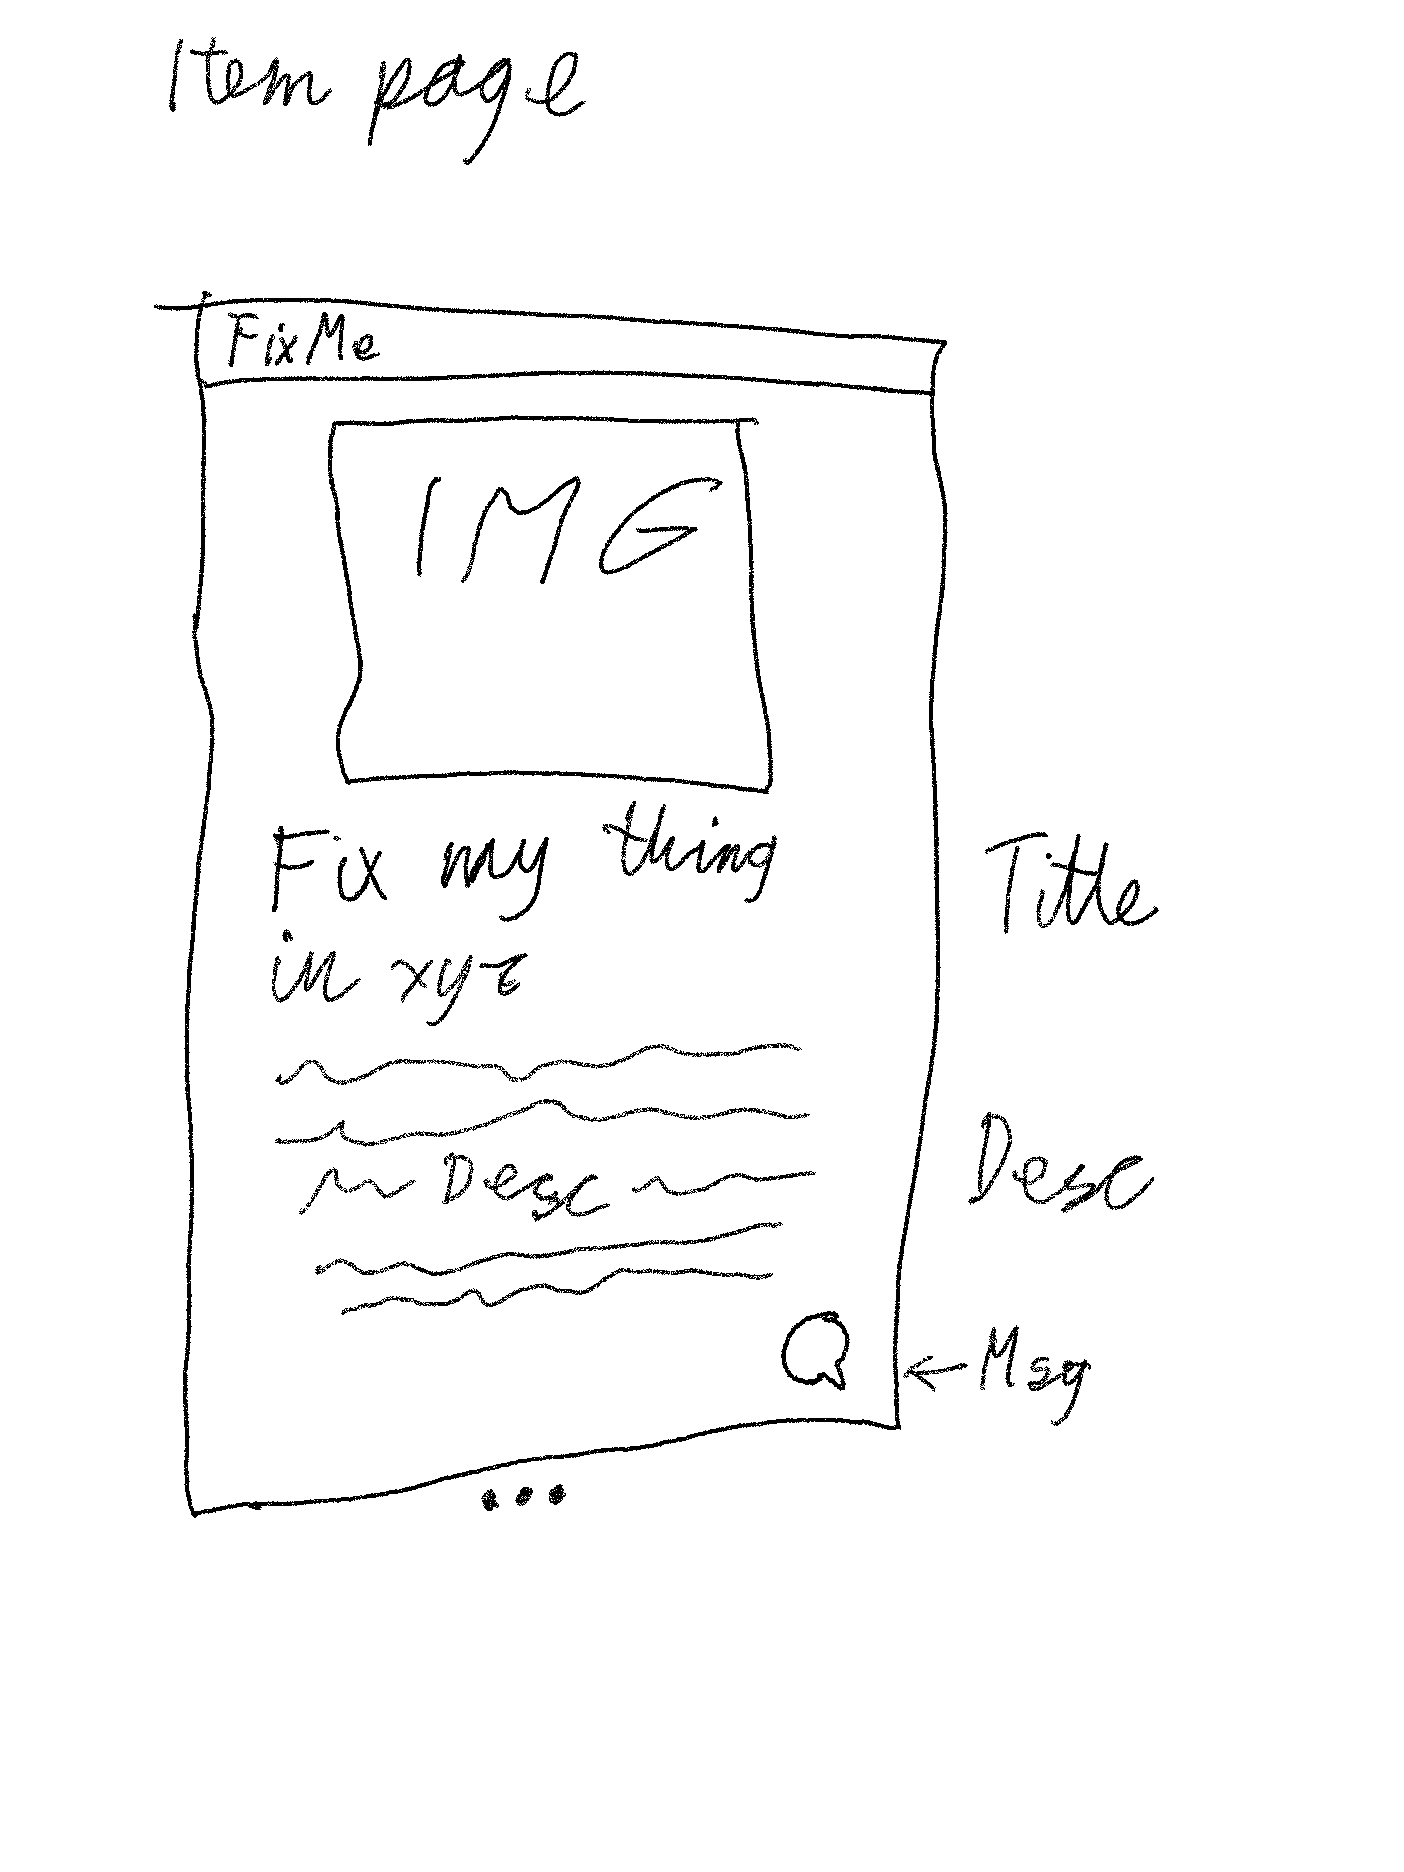 Item page
FixMe
IMG
Fix my thing
in xyz
Title
Desc
Desc
Msg
...